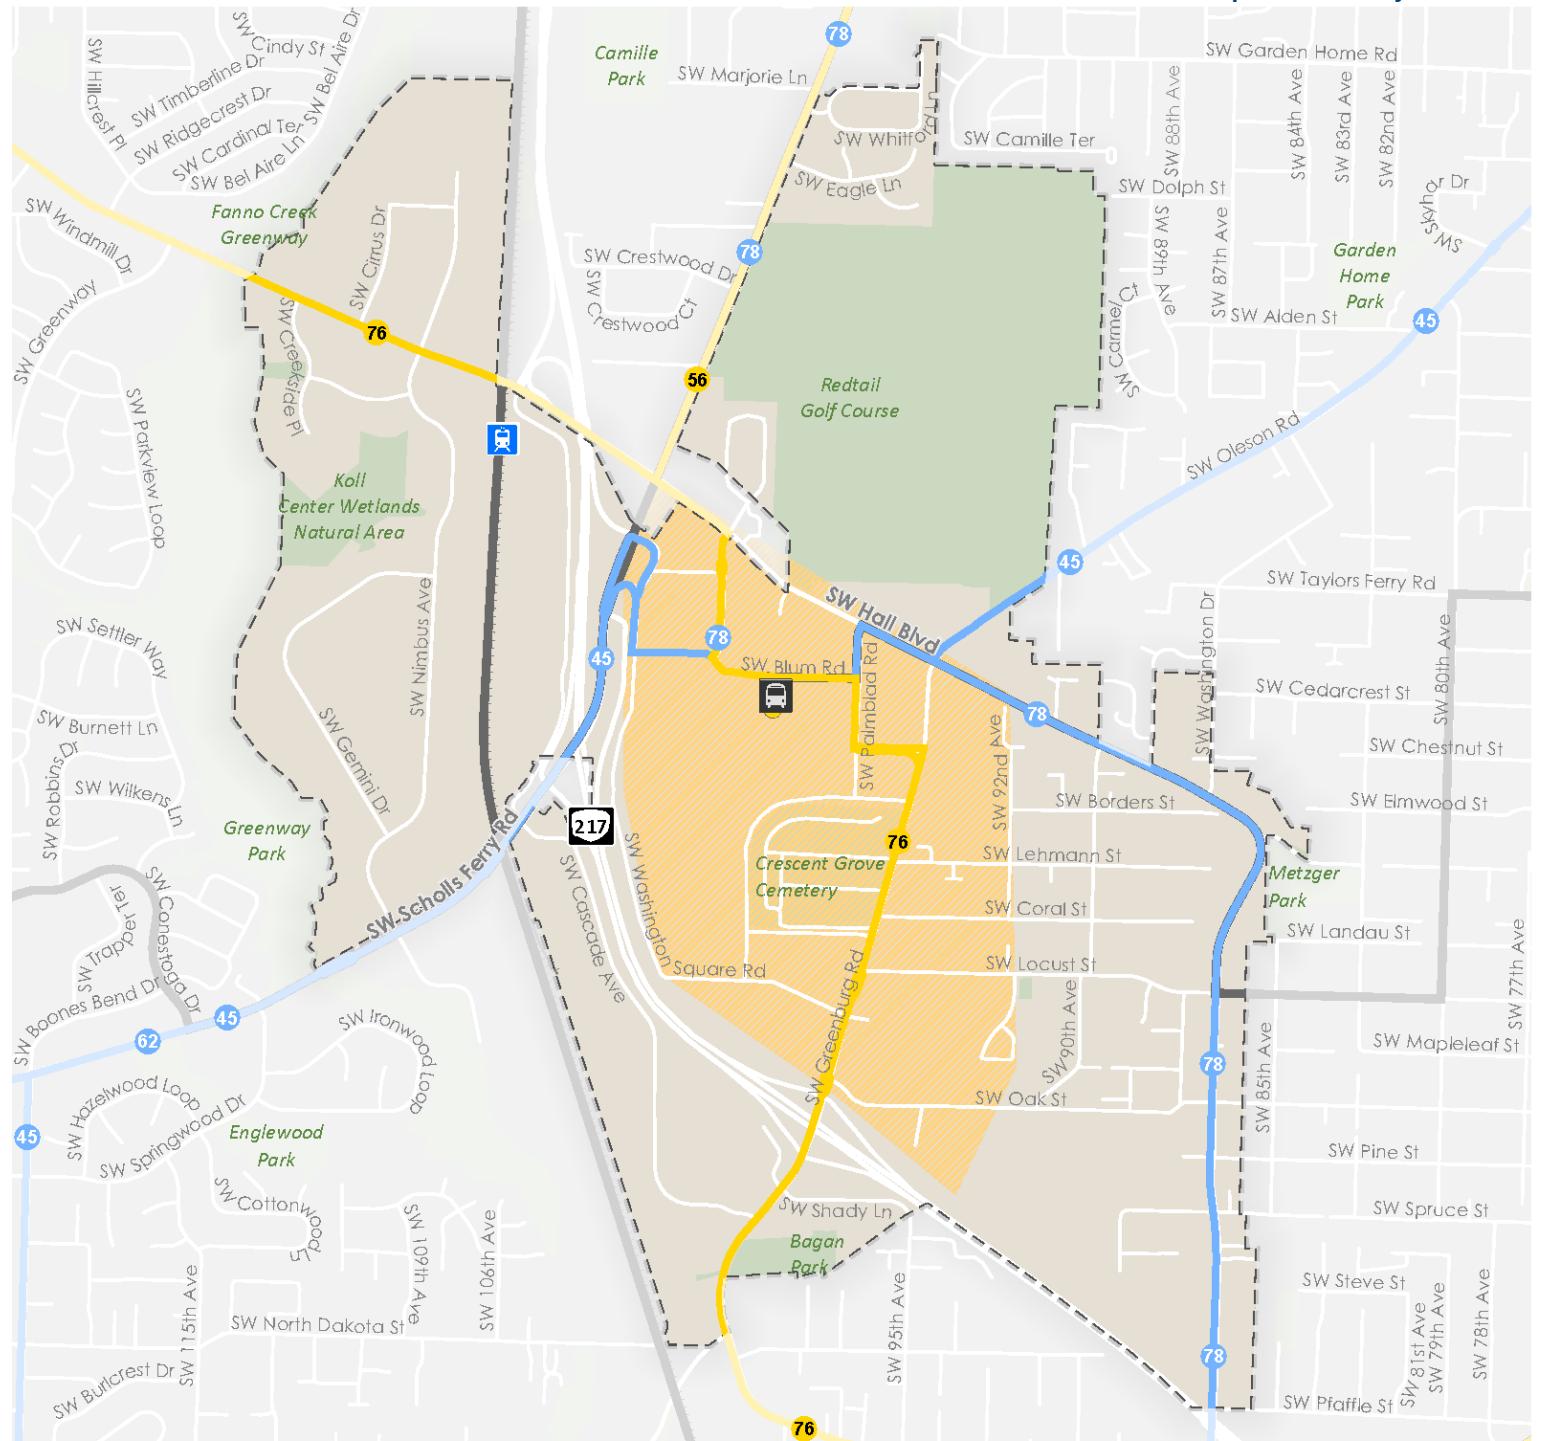 SW Hillcrest Pl
SW Cindy St
SW Timberline Dr
SW Ridgecrest Dr
SW Cardinal Ter
SW Bel Aire Ln
SW Bel Aire Dr
Camille
Park
SW Marjorie Ln
78
SW Garden Home Rd
SW Whitford Ln
SW Camille Ter
SW 88th Ave
SW 84th Ave
SW 83rd Ave
SW 82nd Ave
SW Eagle Ln
SW Dolph St
SW Skyhar Dr
SW Windmill Dr
Fanno Creek
Greenway
SW Cirrus Dr
SW Crestwood Dr
78
SW Crestwood Ct
SW 89th Ave
SW 87th Ave
Garden
Home
Park
SW Greenway
SW Creekside Pl
76
SW Carmel Ct
SW Alden St
45
56
Redtail
Golf Course
SW Parkview Loop
SW Oleson Rd
Koll
Center Wetlands
Natural Area
45
SW Taylors Ferry Rd
SW Hall Blvd
SW Nimbus Ave
SW Settler Way
78
45
SW Blum Rd
SW Palmblad Rd
SW Washington Dr
SW 80th Ave
SW Cedarcrest St
SW Burnett Ln
SW Gemini Dr
78
SW 92nd Ave
SW Chestnut St
SW Robbins Dr
SW Wilkens Ln
SW Borders St
SW Elmwood St
Greenway
Park
217
76
SW Lehmann St
Crescent Grove
Cemetery
Metzger
Park
SW Scholls Ferry Rd
SW Cascade Ave
SW Washington
Square Rd
SW Coral St
SW Landau St
SW Trapper Ter
SW Conestoga Dr
SW Locust St
SW 77th Ave
SW Boones Bend Dr
45
62
SW Ironwood Loop
SW Greenburg Rd
SW 90th Ave
SW 85th Ave
SW Mapleleaf St
78
SW Hazelwood Loop
SW Springwood Dr
SW Oak St
45
Englewood
Park
SW Pine St
SW Cottonwood Ln
SW 109th Ave
SW 106th Ave
SW Shady Ln
SW Spruce St
Bagan
Park
SW 115th Ave
SW 95th Ave
SW Steve St
SW 81st Ave
SW 79th Ave
SW 78th Ave
SW North Dakota St
78
SW Burlcrest Dr
SW Pfaffle St
76